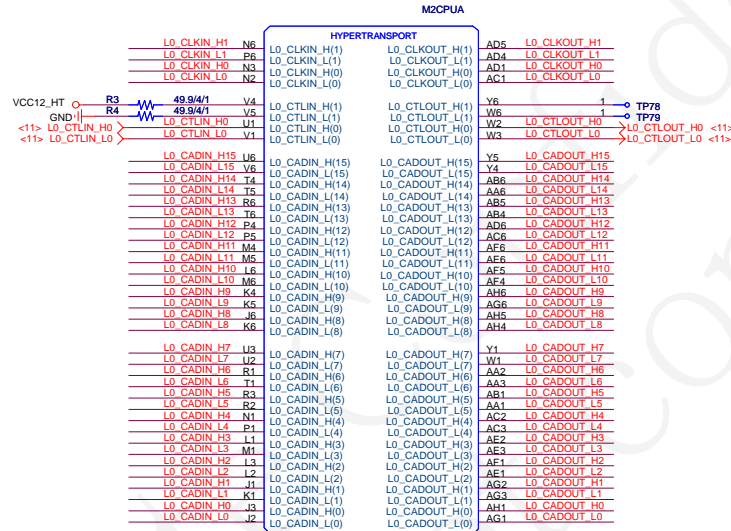 M2CPUA
HYPERTRANSPORT
L0_CLKIN_H1 N6 L0_CLKIN_H(1) L0_CLKOUT_H(1) AD5 L0_CLKOUT_H1
L0_CLKIN_L1 P6 L0_CLKIN_L(1) L0_CLKOUT_L(1) AD4 L0_CLKOUT_L1
L0_CLKIN_H0 N3 L0_CLKIN_H(0) L0_CLKOUT_H(0) AD1 L0_CLKOUT_H0
L0_CLKIN_L0 N2 L0_CLKIN_L(0) L0_CLKOUT_L(0) AC1 L0_CLKOUT_L0
VCC12_HT R3 49.9/4/1 V4 L0_CTLIN_H(1) L0_CTLOUT_H(1) Y6 1 TP78
GND R4 49.9/4/1 V5 L0_CTLIN_L(1) L0_CTLOUT_L(1) W6 1 TP79
<11> L0_CTLIN_H0 L0_CTLIN_H0 U1 L0_CTLIN_H(0) L0_CTLOUT_H(0) W2 L0_CTLOUT_H0 L0_CTLOUT_H0 <11>
<11> L0_CTLIN_L0 L0_CTLIN_L0 V1 L0_CTLIN_L(0) L0_CTLOUT_L(0) W3 L0_CTLOUT_L0 L0_CTLOUT_L0 <11>
L0_CADIN_H15 U6 L0_CADIN_H(15) L0_CADOUT_H(15) Y5 L0_CADOUT_H15
L0_CADIN_L15 V6 L0_CADIN_L(15) L0_CADOUT_L(15) Y4 L0_CADOUT_L15
L0_CADIN_H14 T4 L0_CADIN_H(14) L0_CADOUT_H(14) AB6 L0_CADOUT_H14
L0_CADIN_L14 T5 L0_CADIN_L(14) L0_CADOUT_L(14) AA6 L0_CADOUT_L14
L0_CADIN_H13 R6 L0_CADIN_H(13) L0_CADOUT_H(13) AB5 L0_CADOUT_H13
L0_CADIN_L13 T6 L0_CADIN_L(13) L0_CADOUT_L(13) AB4 L0_CADOUT_L13
L0_CADIN_H12 P4 L0_CADIN_H(12) L0_CADOUT_H(12) AD6 L0_CADOUT_H12
L0_CADIN_L12 P5 L0_CADIN_L(12) L0_CADOUT_L(12) AC6 L0_CADOUT_L12
L0_CADIN_H11 M4 L0_CADIN_H(11) L0_CADOUT_H(11) AF6 L0_CADOUT_H11
L0_CADIN_L11 M5 L0_CADIN_L(11) L0_CADOUT_L(11) AE6 L0_CADOUT_L11
L0_CADIN_H10 L6 L0_CADIN_H(10) L0_CADOUT_H(10) AF5 L0_CADOUT_H10
L0_CADIN_L10 M6 L0_CADIN_L(10) L0_CADOUT_L(10) AF4 L0_CADOUT_L10
L0_CADIN_H9 K4 L0_CADIN_H(9) L0_CADOUT_H(9) AH6 L0_CADOUT_H9
L0_CADIN_L9 K5 L0_CADIN_L(9) L0_CADOUT_L(9) AG6 L0_CADOUT_L9
L0_CADIN_H8 J6 L0_CADIN_H(8) L0_CADOUT_H(8) AH5 L0_CADOUT_H8
L0_CADIN_L8 K6 L0_CADIN_L(8) L0_CADOUT_L(8) AH4 L0_CADOUT_L8
L0_CADIN_H7 U3 L0_CADIN_H(7) L0_CADOUT_H(7) Y1 L0_CADOUT_H7
L0_CADIN_L7 U2 L0_CADIN_L(7) L0_CADOUT_L(7) W1 L0_CADOUT_L7
L0_CADIN_H6 R1 L0_CADIN_H(6) L0_CADOUT_H(6) AA2 L0_CADOUT_H6
L0_CADIN_L6 T1 L0_CADIN_L(6) L0_CADOUT_L(6) AA3 L0_CADOUT_L6
L0_CADIN_H5 R3 L0_CADIN_H(5) L0_CADOUT_H(5) AB1 L0_CADOUT_H5
L0_CADIN_L5 R2 L0_CADIN_L(5) L0_CADOUT_L(5) AA1 L0_CADOUT_L5
L0_CADIN_H4 N1 L0_CADIN_H(4) L0_CADOUT_H(4) AC2 L0_CADOUT_H4
L0_CADIN_L4 P1 L0_CADIN_L(4) L0_CADOUT_L(4) AC3 L0_CADOUT_L4
L0_CADIN_H3 L1 L0_CADIN_H(3) L0_CADOUT_H(3) AE2 L0_CADOUT_H3
L0_CADIN_L3 M1 L0_CADIN_L(3) L0_CADOUT_L(3) AE3 L0_CADOUT_L3
L0_CADIN_H2 L3 L0_CADIN_H(2) L0_CADOUT_H(2) AF1 L0_CADOUT_H2
L0_CADIN_L2 L2 L0_CADIN_L(2) L0_CADOUT_L(2) AE1 L0_CADOUT_L2
L0_CADIN_H1 J1 L0_CADIN_H(1) L0_CADOUT_H(1) AG2 L0_CADOUT_H1
L0_CADIN_L1 K1 L0_CADIN_L(1) L0_CADOUT_L(1) AG3 L0_CADOUT_L1
L0_CADIN_H0 J3 L0_CADIN_H(0) L0_CADOUT_H(0) AH1 L0_CADOUT_H0
L0_CADIN_L0 J2 L0_CADIN_L(0) L0_CADOUT_L(0) AG1 L0_CADOUT_L0